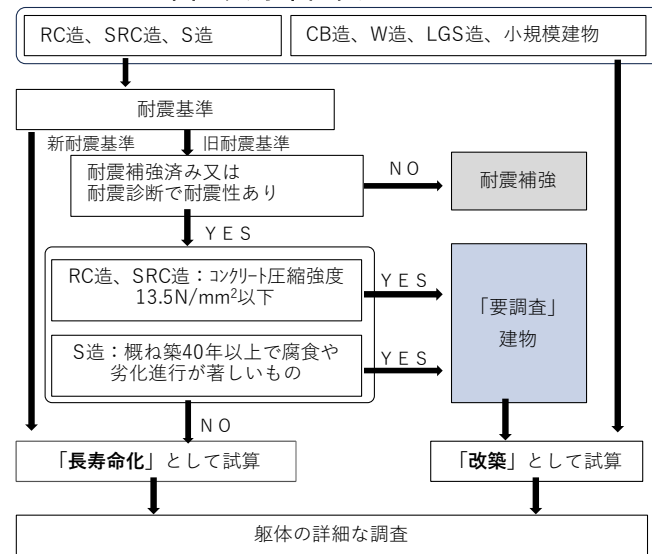 RC造、SRC造、S造
CB造、W造、LGS造、小規模建物
耐震基準
新耐震基準
旧耐震基準
耐震補強済み又は
耐震診断で耐震性あり
ＮＯ
耐震補強
ＹＥＳ
RC造、SRC造：ｺﾝｸﾘｰﾄ圧縮強度
13.5N/mm²以下
ＹＥＳ
「要調査」
建物
S造：概ね築40年以上で腐食や
劣化進行が著しいもの
ＹＥＳ
ＮＯ
「長寿命化」として試算
「改築」として試算
躯体の詳細な調査